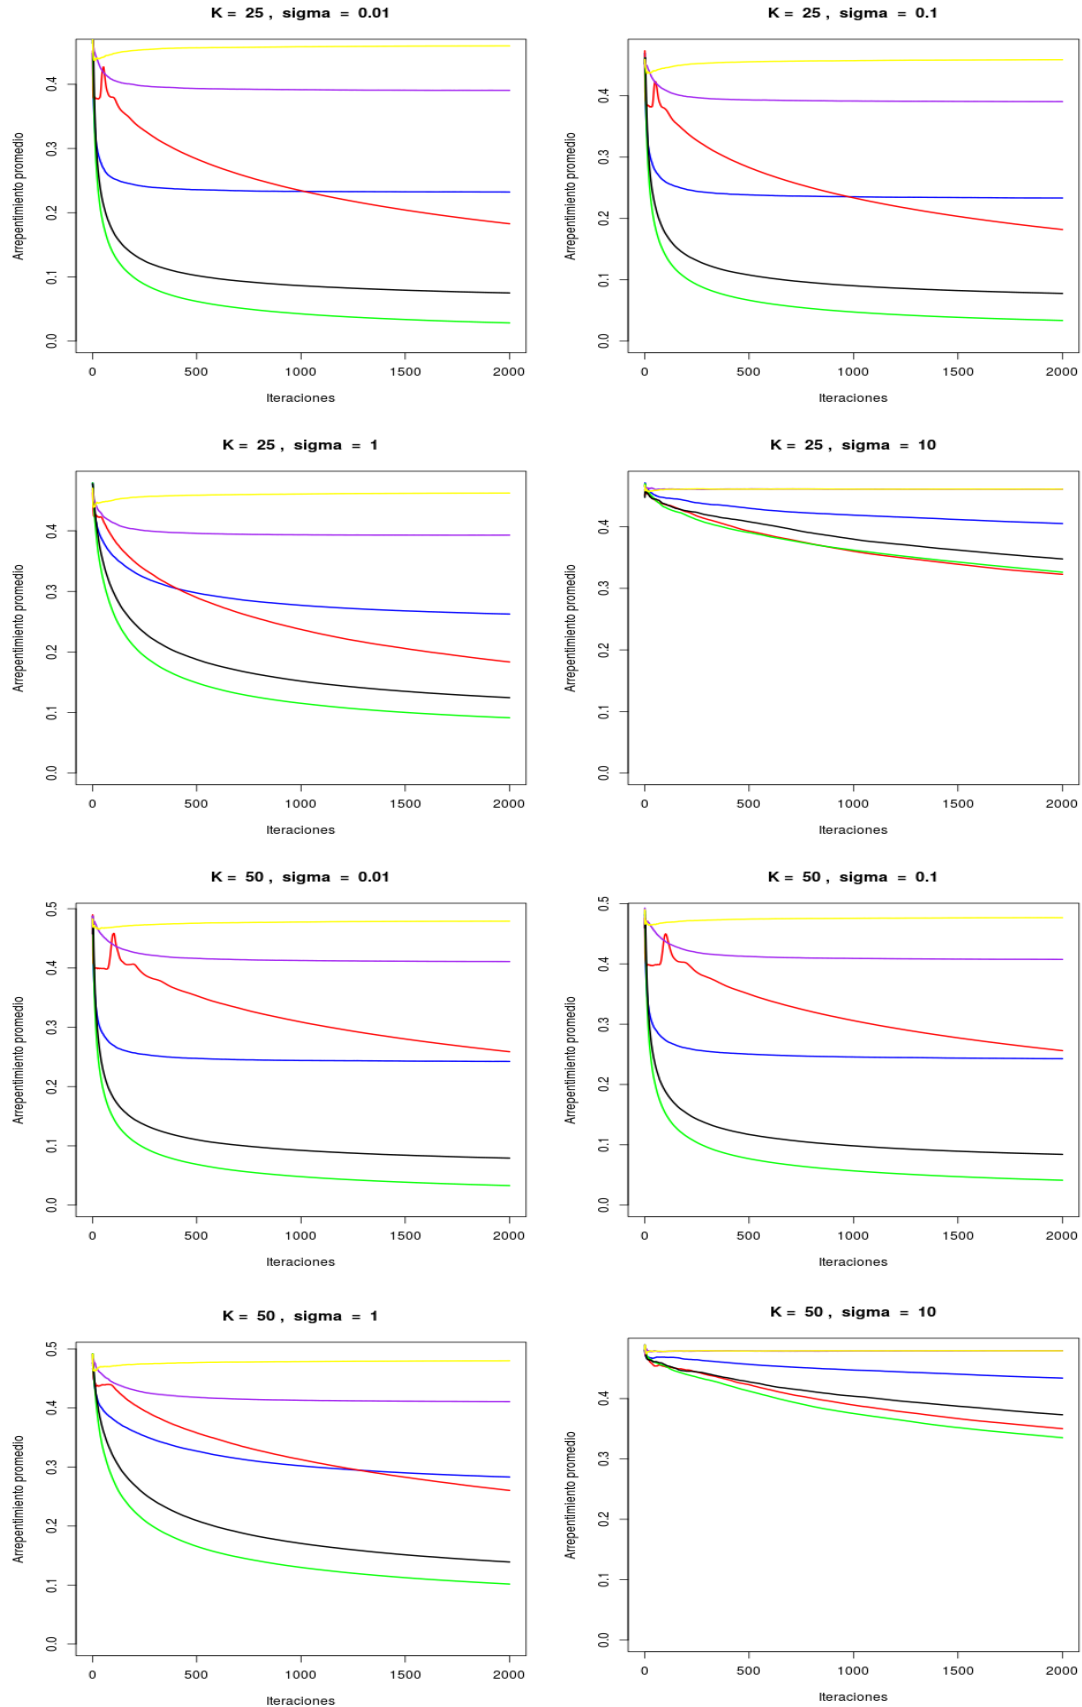 K = 25 , sigma = 0.01
Arrepentimiento promedio
0.0 0.1 0.2 0.3 0.4
0 500 1000 1500 2000
Iteraciones
K = 25 , sigma = 0.1
Arrepentimiento promedio
0.0 0.1 0.2 0.3 0.4
0 500 1000 1500 2000
Iteraciones
K = 25 , sigma = 1
Arrepentimiento promedio
0.0 0.1 0.2 0.3 0.4
0 500 1000 1500 2000
Iteraciones
K = 25 , sigma = 10
Arrepentimiento promedio
0.0 0.1 0.2 0.3 0.4
0 500 1000 1500 2000
Iteraciones
K = 50 , sigma = 0.01
Arrepentimiento promedio
0.0 0.1 0.2 0.3 0.4 0.5
0 500 1000 1500 2000
Iteraciones
K = 50 , sigma = 0.1
Arrepentimiento promedio
0.0 0.1 0.2 0.3 0.4 0.5
0 500 1000 1500 2000
Iteraciones
K = 50 , sigma = 1
Arrepentimiento promedio
0.0 0.1 0.2 0.3 0.4 0.5
0 500 1000 1500 2000
Iteraciones
K = 50 , sigma = 10
Arrepentimiento promedio
0.0 0.1 0.2 0.3 0.4
0 500 1000 1500 2000
Iteraciones